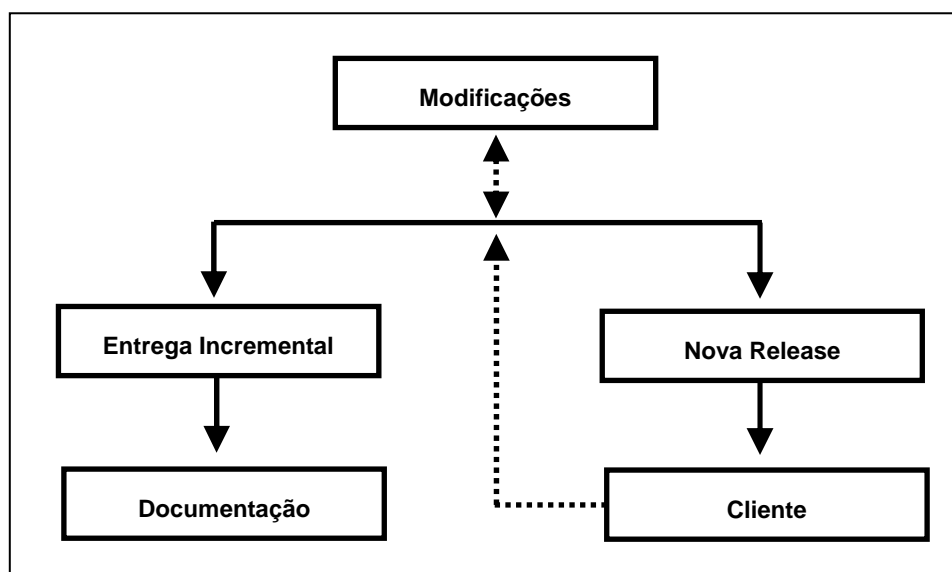 Modificações
Entrega Incremental
Nova Release
Documentação
Cliente